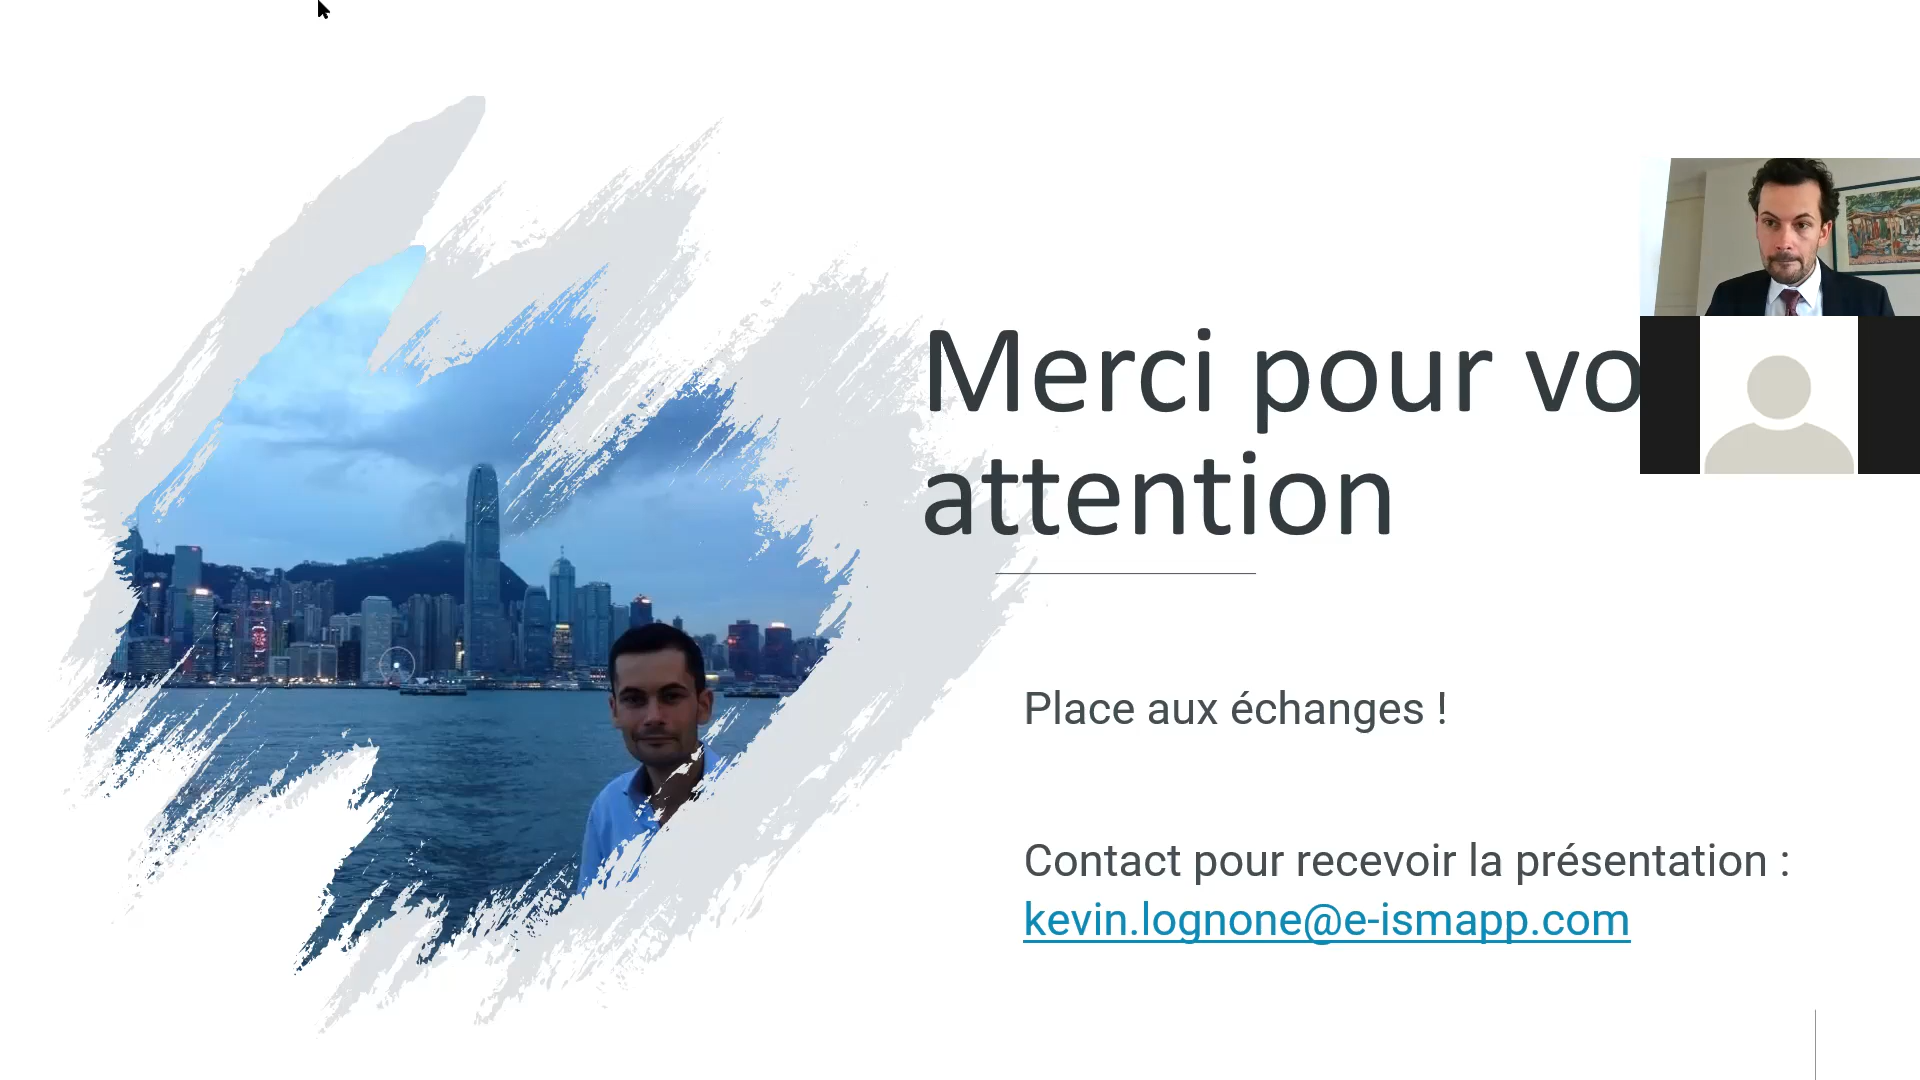 Merci pour vo
attention
Place aux échanges !
Contact pour recevoir la présentation :
kevin.lognone@e-ismapp.com